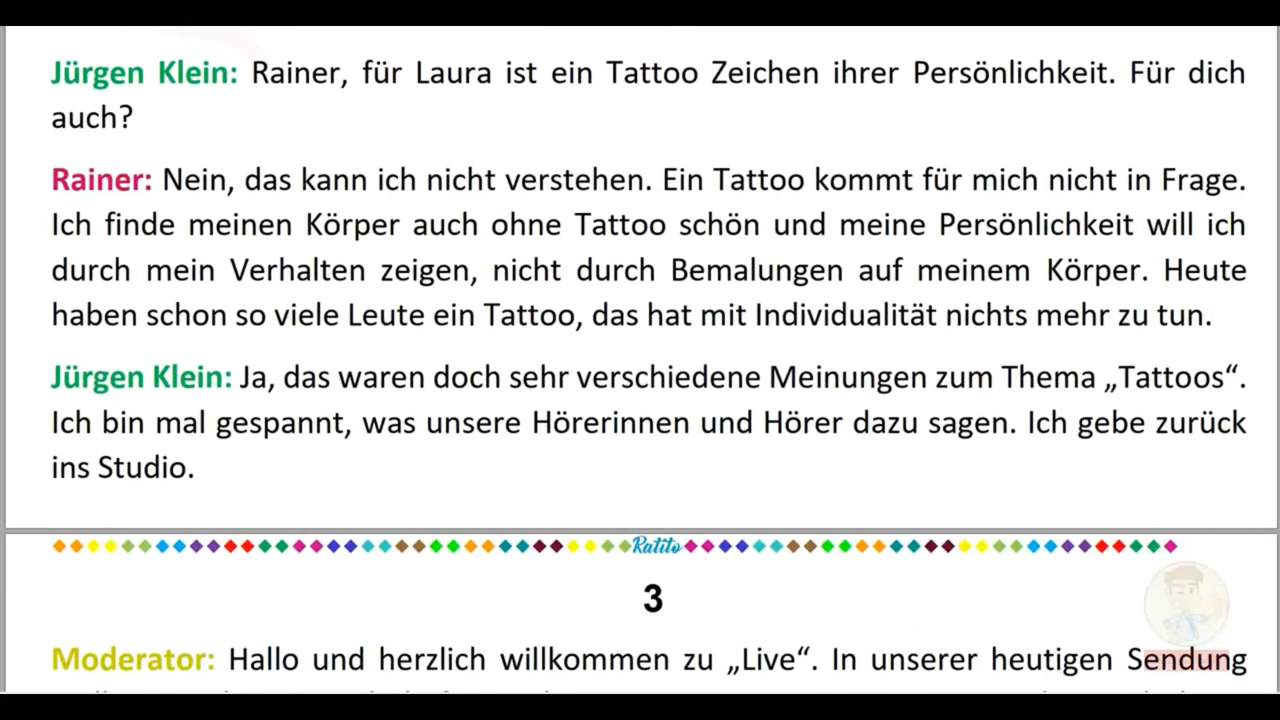 Jürgen Klein: Rainer, für Laura ist ein Tattoo Zeichen ihrer Persönlichkeit. Für dich
auch?
Rainer: Nein, das kann ich nicht verstehen. Ein Tattoo kommt für mich nicht in Frage.
Ich finde meinen Körper auch ohne Tattoo schön und meine Persönlichkeit will ich
durch mein Verhalten zeigen, nicht durch Bemalungen auf meinem Körper. Heute
haben schon so viele Leute ein Tattoo, das hat mit Individualität nichts mehr zu tun.
Jürgen Klein: Ja, das waren doch sehr verschiedene Meinungen zum Thema „Tattoos“.
Ich bin mal gespannt, was unsere Hörerinnen und Hörer dazu sagen. Ich gebe zurück
ins Studio.
Ratito
3
Moderator: Hallo und herzlich willkommen zu „Live“. In unserer heutigen Sendung